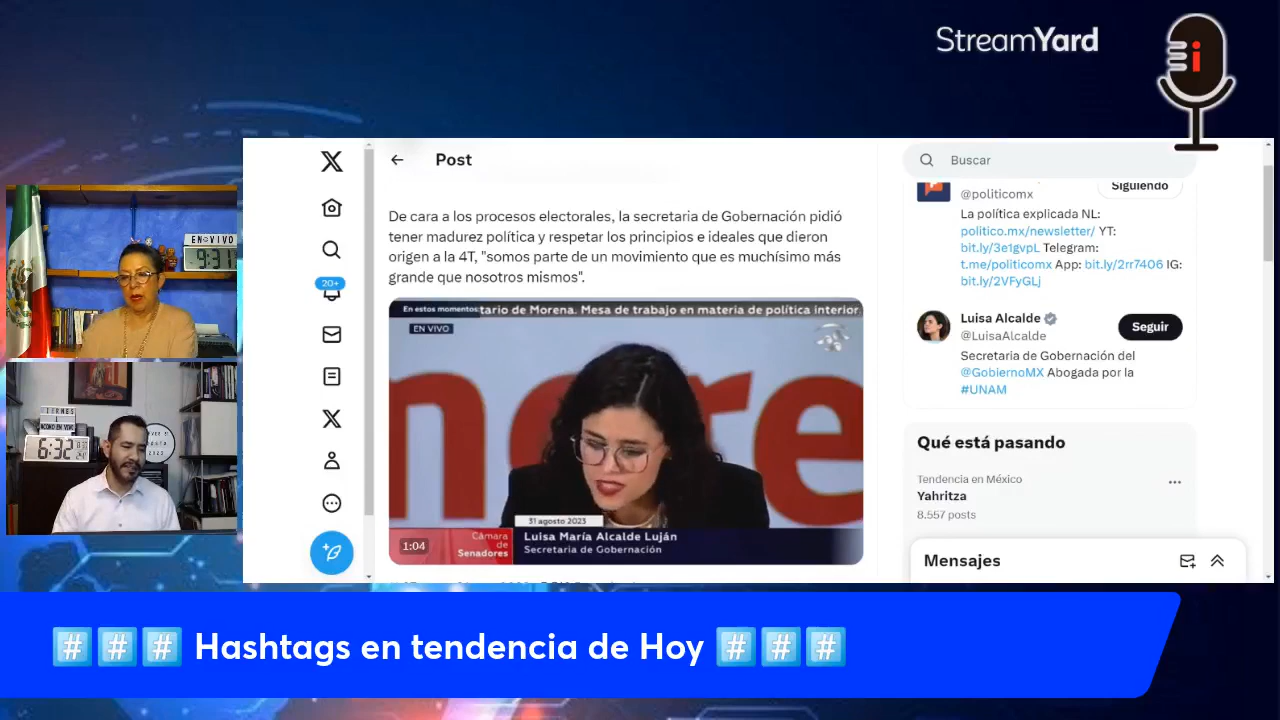 StreamYard
i
Post
Buscar
De cara a los procesos electorales, la secretaria de Gobernación pidió
tener madurez política y respetar los principios e ideales que dieron
origen a la 4T, "somos parte de un movimiento que es muchísimo más
grande que nosotros mismos".
20+
En estos momentos:
tario de Morena. Mesa de trabajo en materia de política interior
EN VIVO
more
31 agosto 2023
Cámara
de
Senadores
Luisa María Alcalde Luján
Secretaria de Gobernación
1:04
Siguiendo
@politicomx
La política explicada NL:
politico.mx/newsletter/ YT:
bit.ly/3e1gvpL Telegram:
t.me/politicomx App: bit.ly/2rr7406 IG:
bit.ly/2VFyGLj
Luisa Alcalde
@LuisaAlcalde
Seguir
Secretaria de Gobernación del
@GobiernoMX Abogada por la
#UNAM
Qué está pasando
Tendencia en México
Yahritza
8.557 posts
Mensajes
EN VIVO
9:31
6:32
# # # Hashtags en tendencia de Hoy # # #